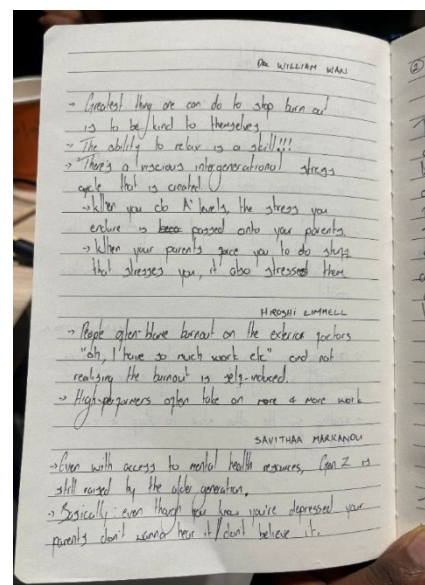 DR WILLIAM WAN
→ Greatest thing one can do to stop burn out
is to be kind to themselves
→ The ability to relax is a skill!!!
→ There's a viscious intergenerational stress
cycle that is created.
→ When you do A' levels, the stress you
endure is passed onto your parents
→ When your parents force you to do stuff
that stresses you, it also stressed them
HIROSHI LIMMELL
→ People often blame burnout on the exterior factors
"oh, I have so much work etc" and not
realising the burnout is self-induced.
→ High-performers often take on more & more work
SAVITHAA MARKANDU
→ Even with access to mental health resources, Gen Z is
still raised by the older generation.
→ Basically: even though you know you're depressed your
parents don't wanna hear it / don't believe it.
②